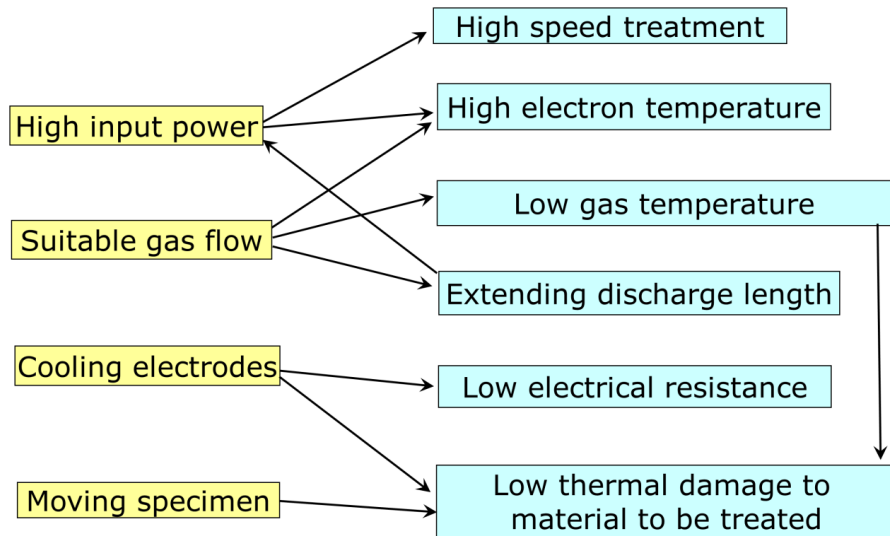 High speed treatment
High input power
High electron temperature
Suitable gas flow
Low gas temperature
Extending discharge length
Cooling electrodes
Low electrical resistance
Moving specimen
Low thermal damage to
material to be treated